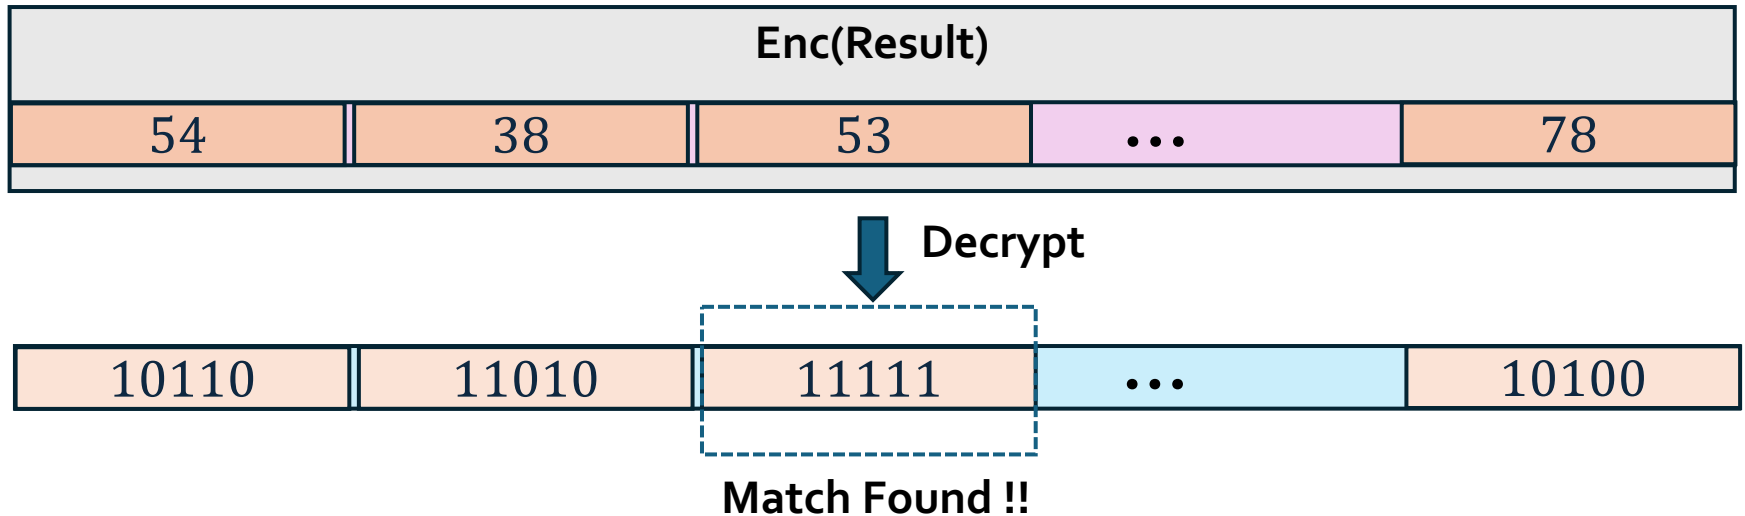 Enc(Result)
54 38 53 ... 78
Decrypt
10110 11010 11111 ... 10100
Match Found !!